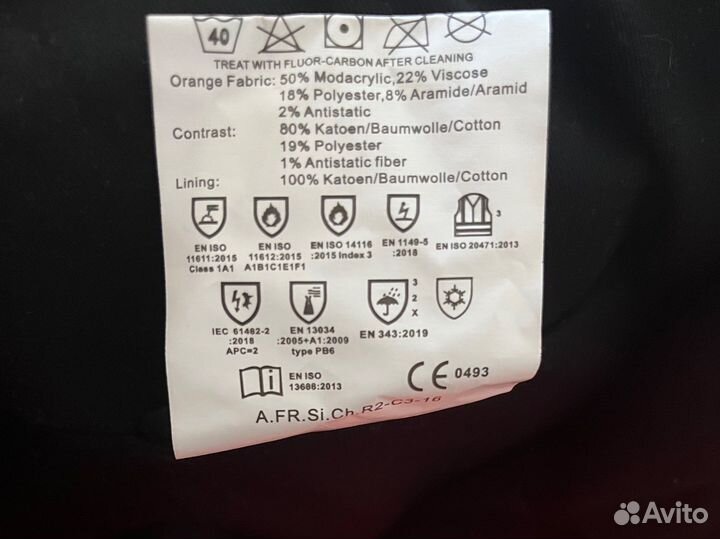 40
TREAT WITH FLUOR-CARBON AFTER CLEANING
Orange Fabric: 50% Modacrylic,22% Viscose
18% Polyester,8% Aramide/Aramid
2% Antistatic
Contrast: 80% Katoen/Baumwolle/Cotton
19% Polyester
1% Antistatic fiber
Lining: 100% Katoen/Baumwolle/Cotton
EN ISO
11611:2015
Class 1A1
EN ISO
11612:2015
A1B1C1E1F1
EN ISO 14116
:2015 Index 3
EN 1149-5
:2018
3
EN ISO 20471:2013
IEC 61482-2
:2018
APC=2
EN 13034
:2005+A1:2009
type PB6
3
2
X
EN 343:2019
i
EN ISO
13688:2013
CE 0493
A.FR.Si.Ch.R2-C3-16
Avito